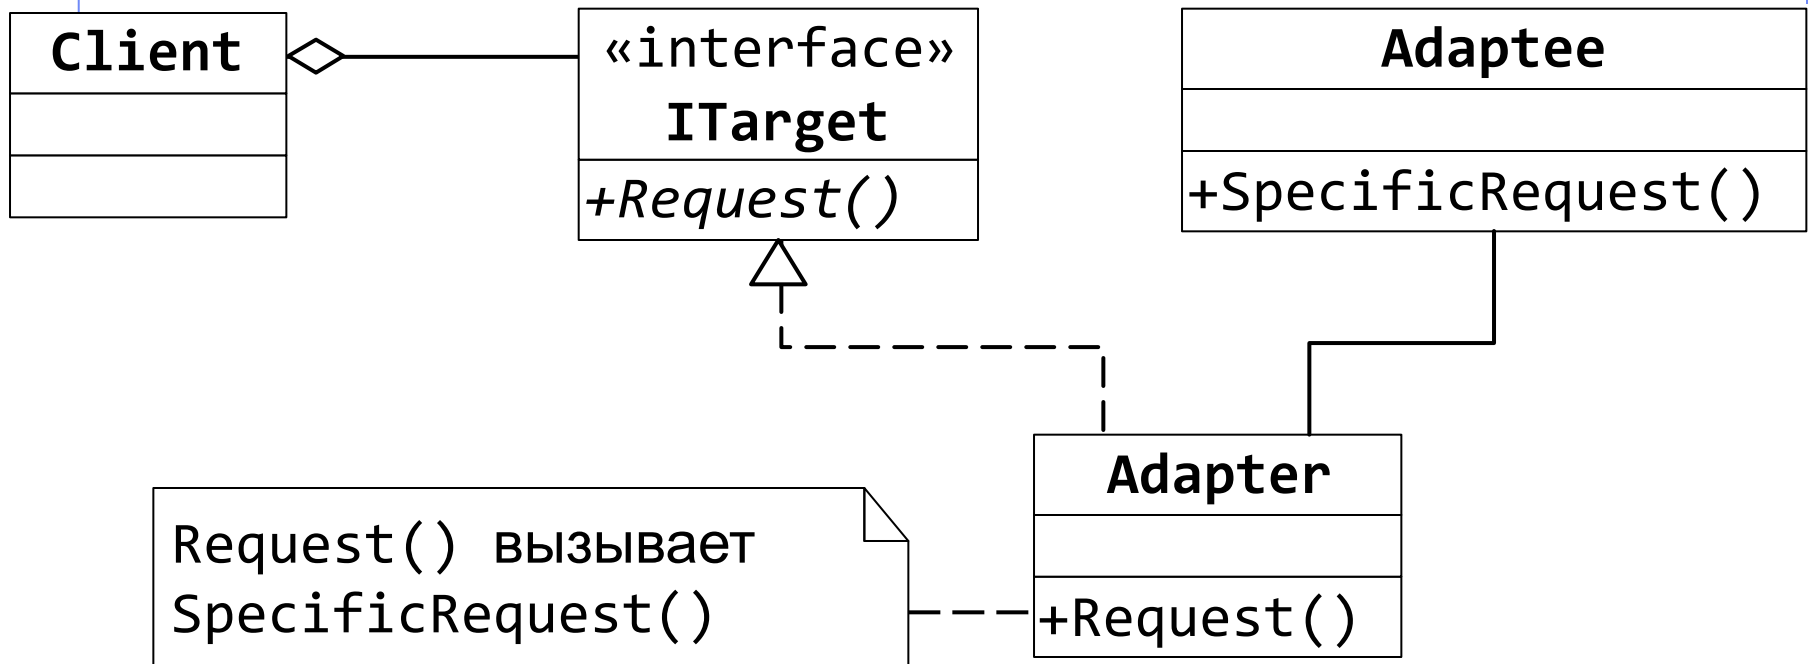 Client
«interface»
ITarget
+Request()
Adaptee
+SpecificRequest()
Adapter
+Request()
Request() вызывает
SpecificRequest()